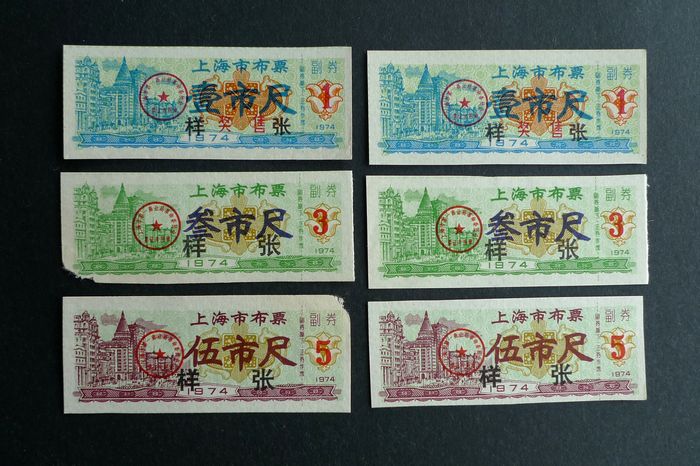 上海市布票
副券
壹市尺
1
样 奖 售 张
1974
1974
上海市布票
副券
壹市尺
1
样 奖 售 张
1974
1974
上海市布票
副券
叁市尺
3
样 张
1974
1974
上海市布票
副券
叁市尺
3
样 张
1974
1974
上海市布票
副券
伍市尺
5
样 张
1974
1974
上海市布票
副券
伍市尺
5
样 张
1974
1974